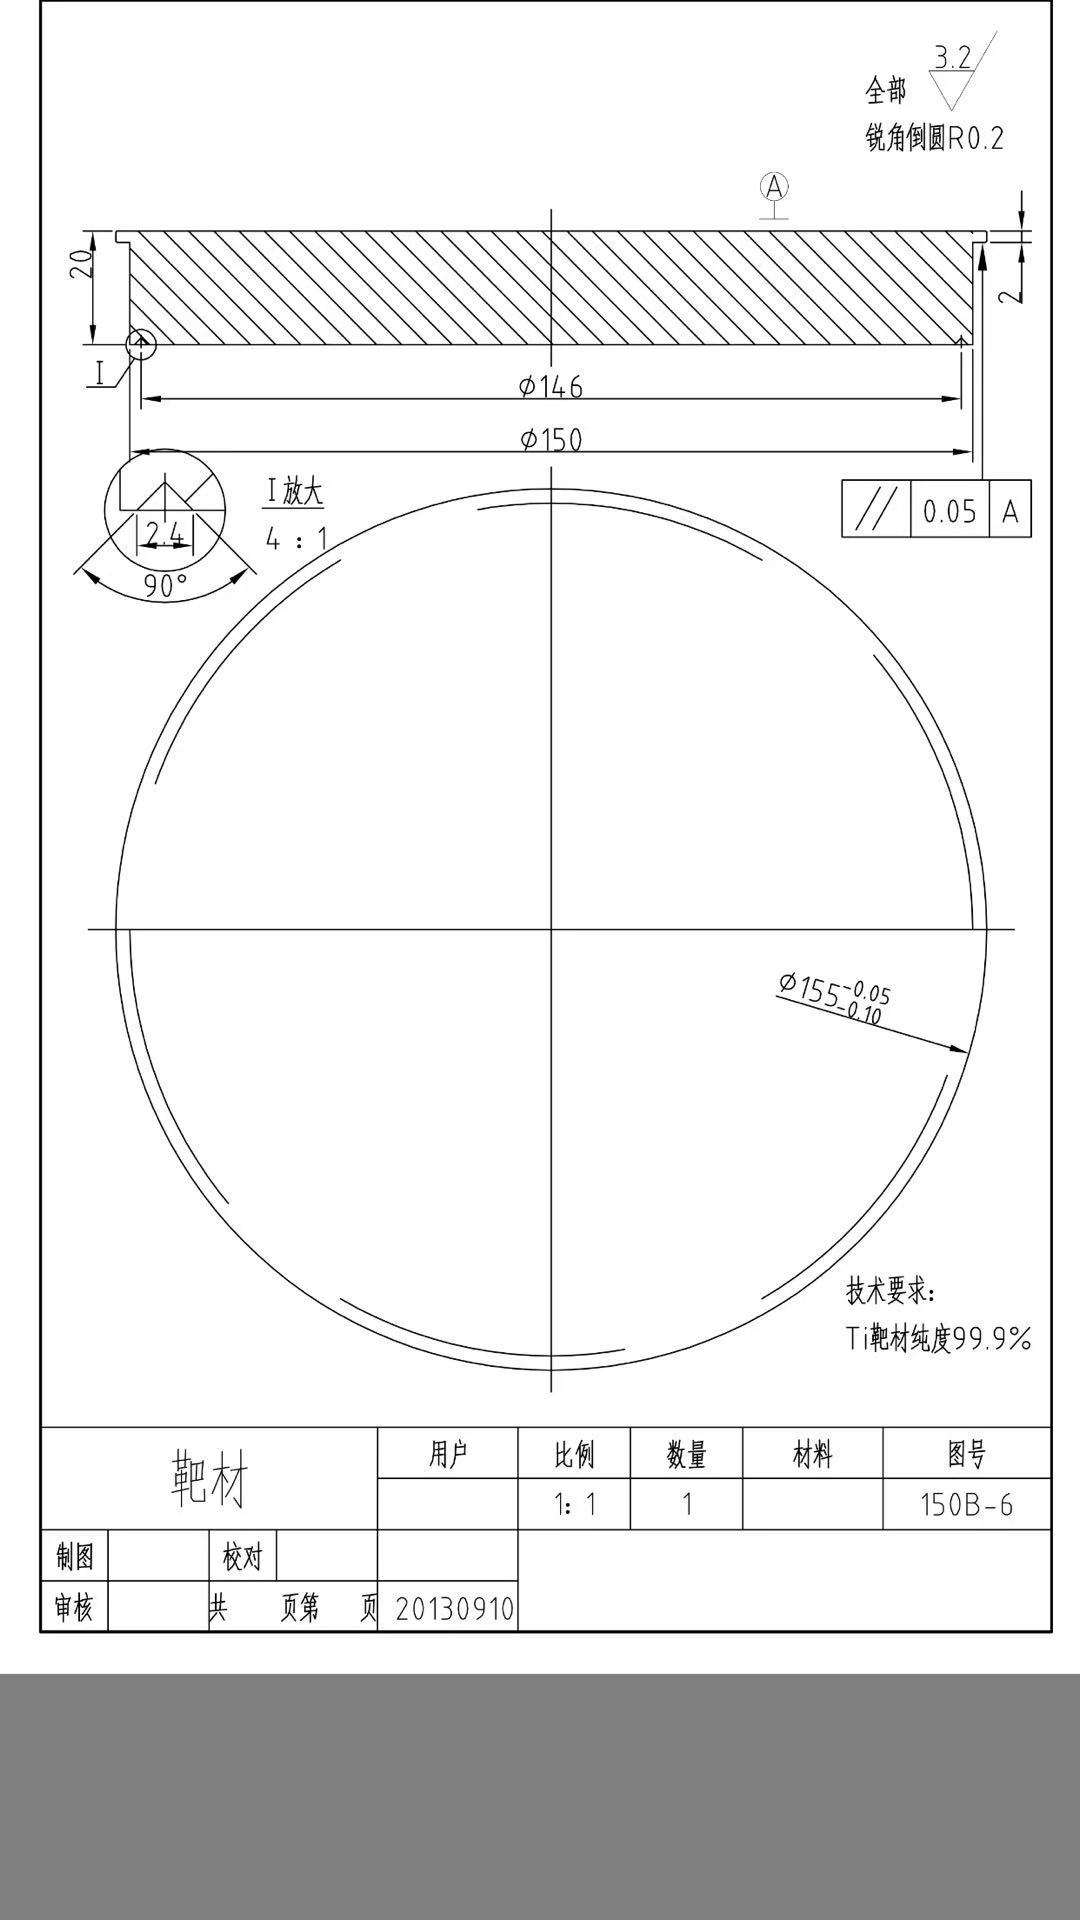 3.2
全部
锐角倒圆R0.2
A
20
2
I
φ146
φ150
I 放大
4 : 1
2.4
90°
// 0.05 A
φ155 -0.05
-0.10
技术要求:
Ti靶材纯度99.9%
靶材
用户 比例 数量 材料 图号
1: 1 1 150B-6
制图 校对
审核 共 页第 页 20130910